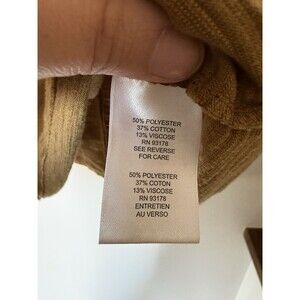 50% POLYESTER
37% COTTON
13% VISCOSE
RN 93178
SEE REVERSE
FOR CARE
50% POLYESTER
37% COTTON
13% VISCOSE
RN 93178
ENTRETIEN
AU VERSO